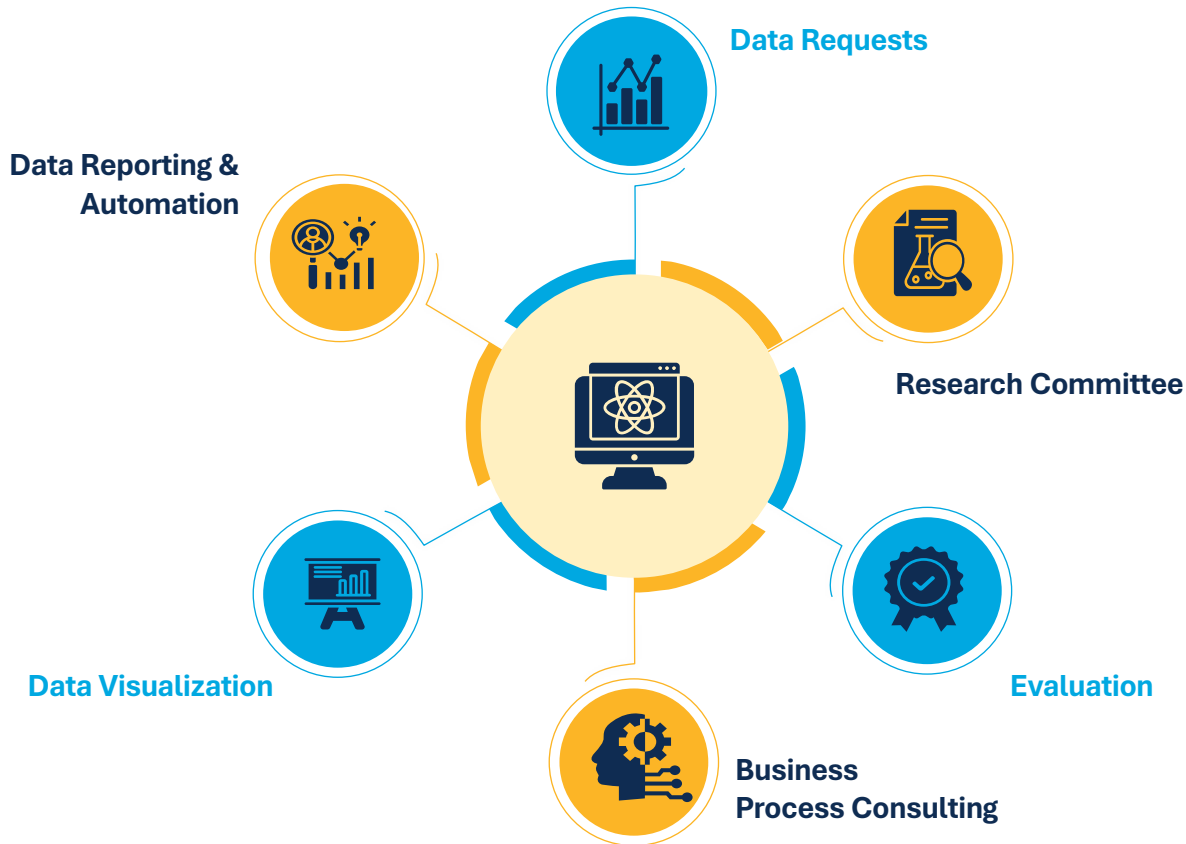 Data Requests
Data Reporting &
Automation
Research Committee
Data Visualization
Evaluation
Business
Process Consulting